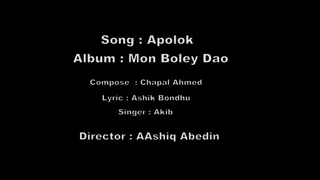 Song : Apolok
Album : Mon Boley Dao
Compose : Chapal Ahmed
Lyric : Ashik Bondhu
Singer : Akib
Director : AAshiq Abedin